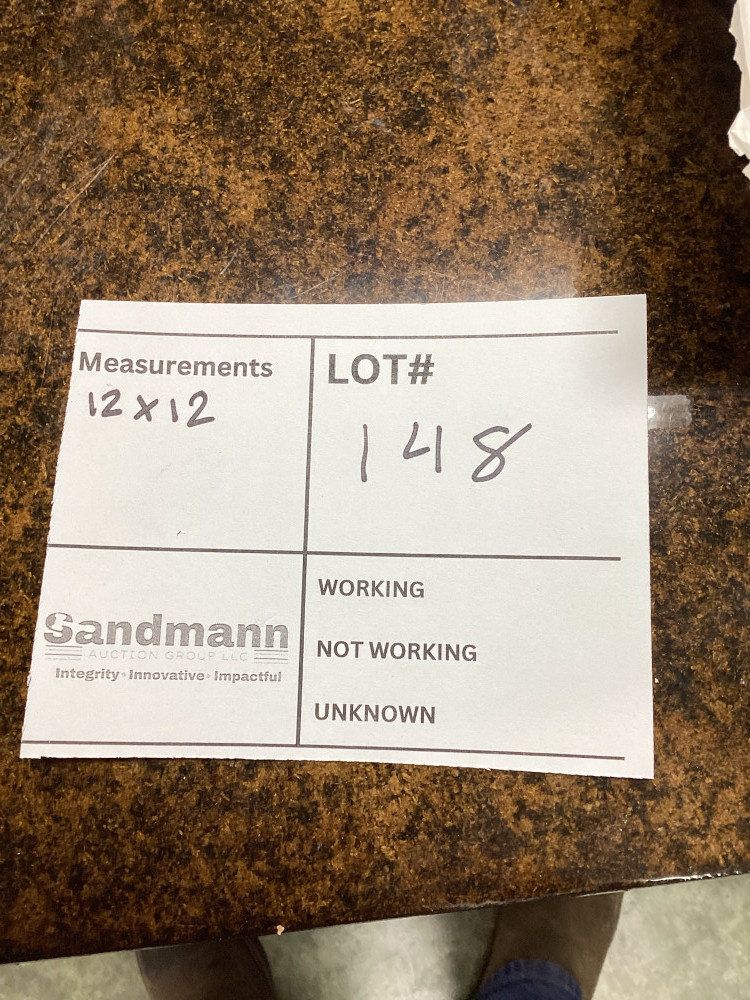 Measurements
12 x 12
LOT#
148
Sandmann
AUCTION GROUP LLC
Integrity • Innovative • Impactful
WORKING
NOT WORKING
UNKNOWN